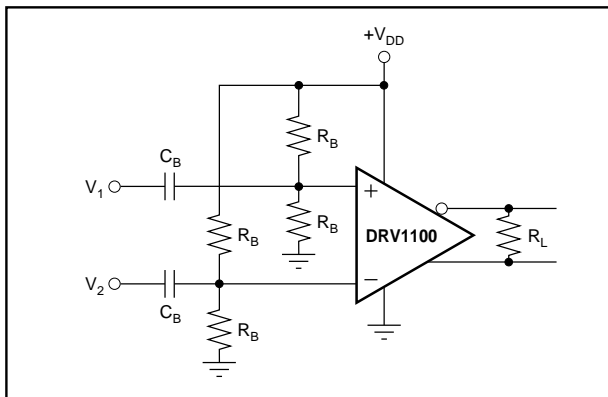 +V_DD
R_B
C_B
V_1
+
R_B
DRV1100
R_L
R_B
V_2
−
C_B
R_B